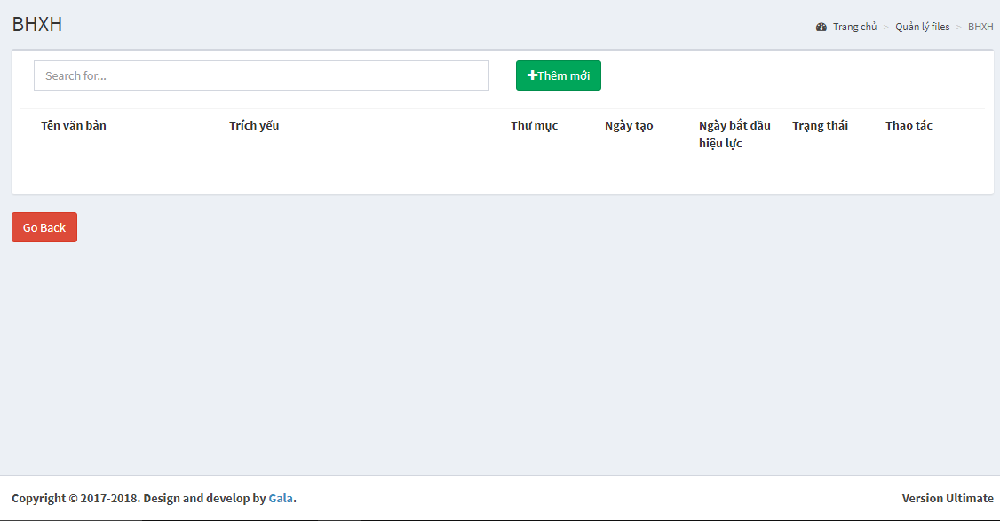 BHXH
Trang chủ > Quản lý files > BHXH
Search for...
Thêm mới
Tên văn bản Trích yếu Thư mục Ngày tạo Ngày bắt đầu hiệu lực Trạng thái Thao tác
Go Back
Copyright © 2017-2018. Design and develop by Gala.
Version Ultimate